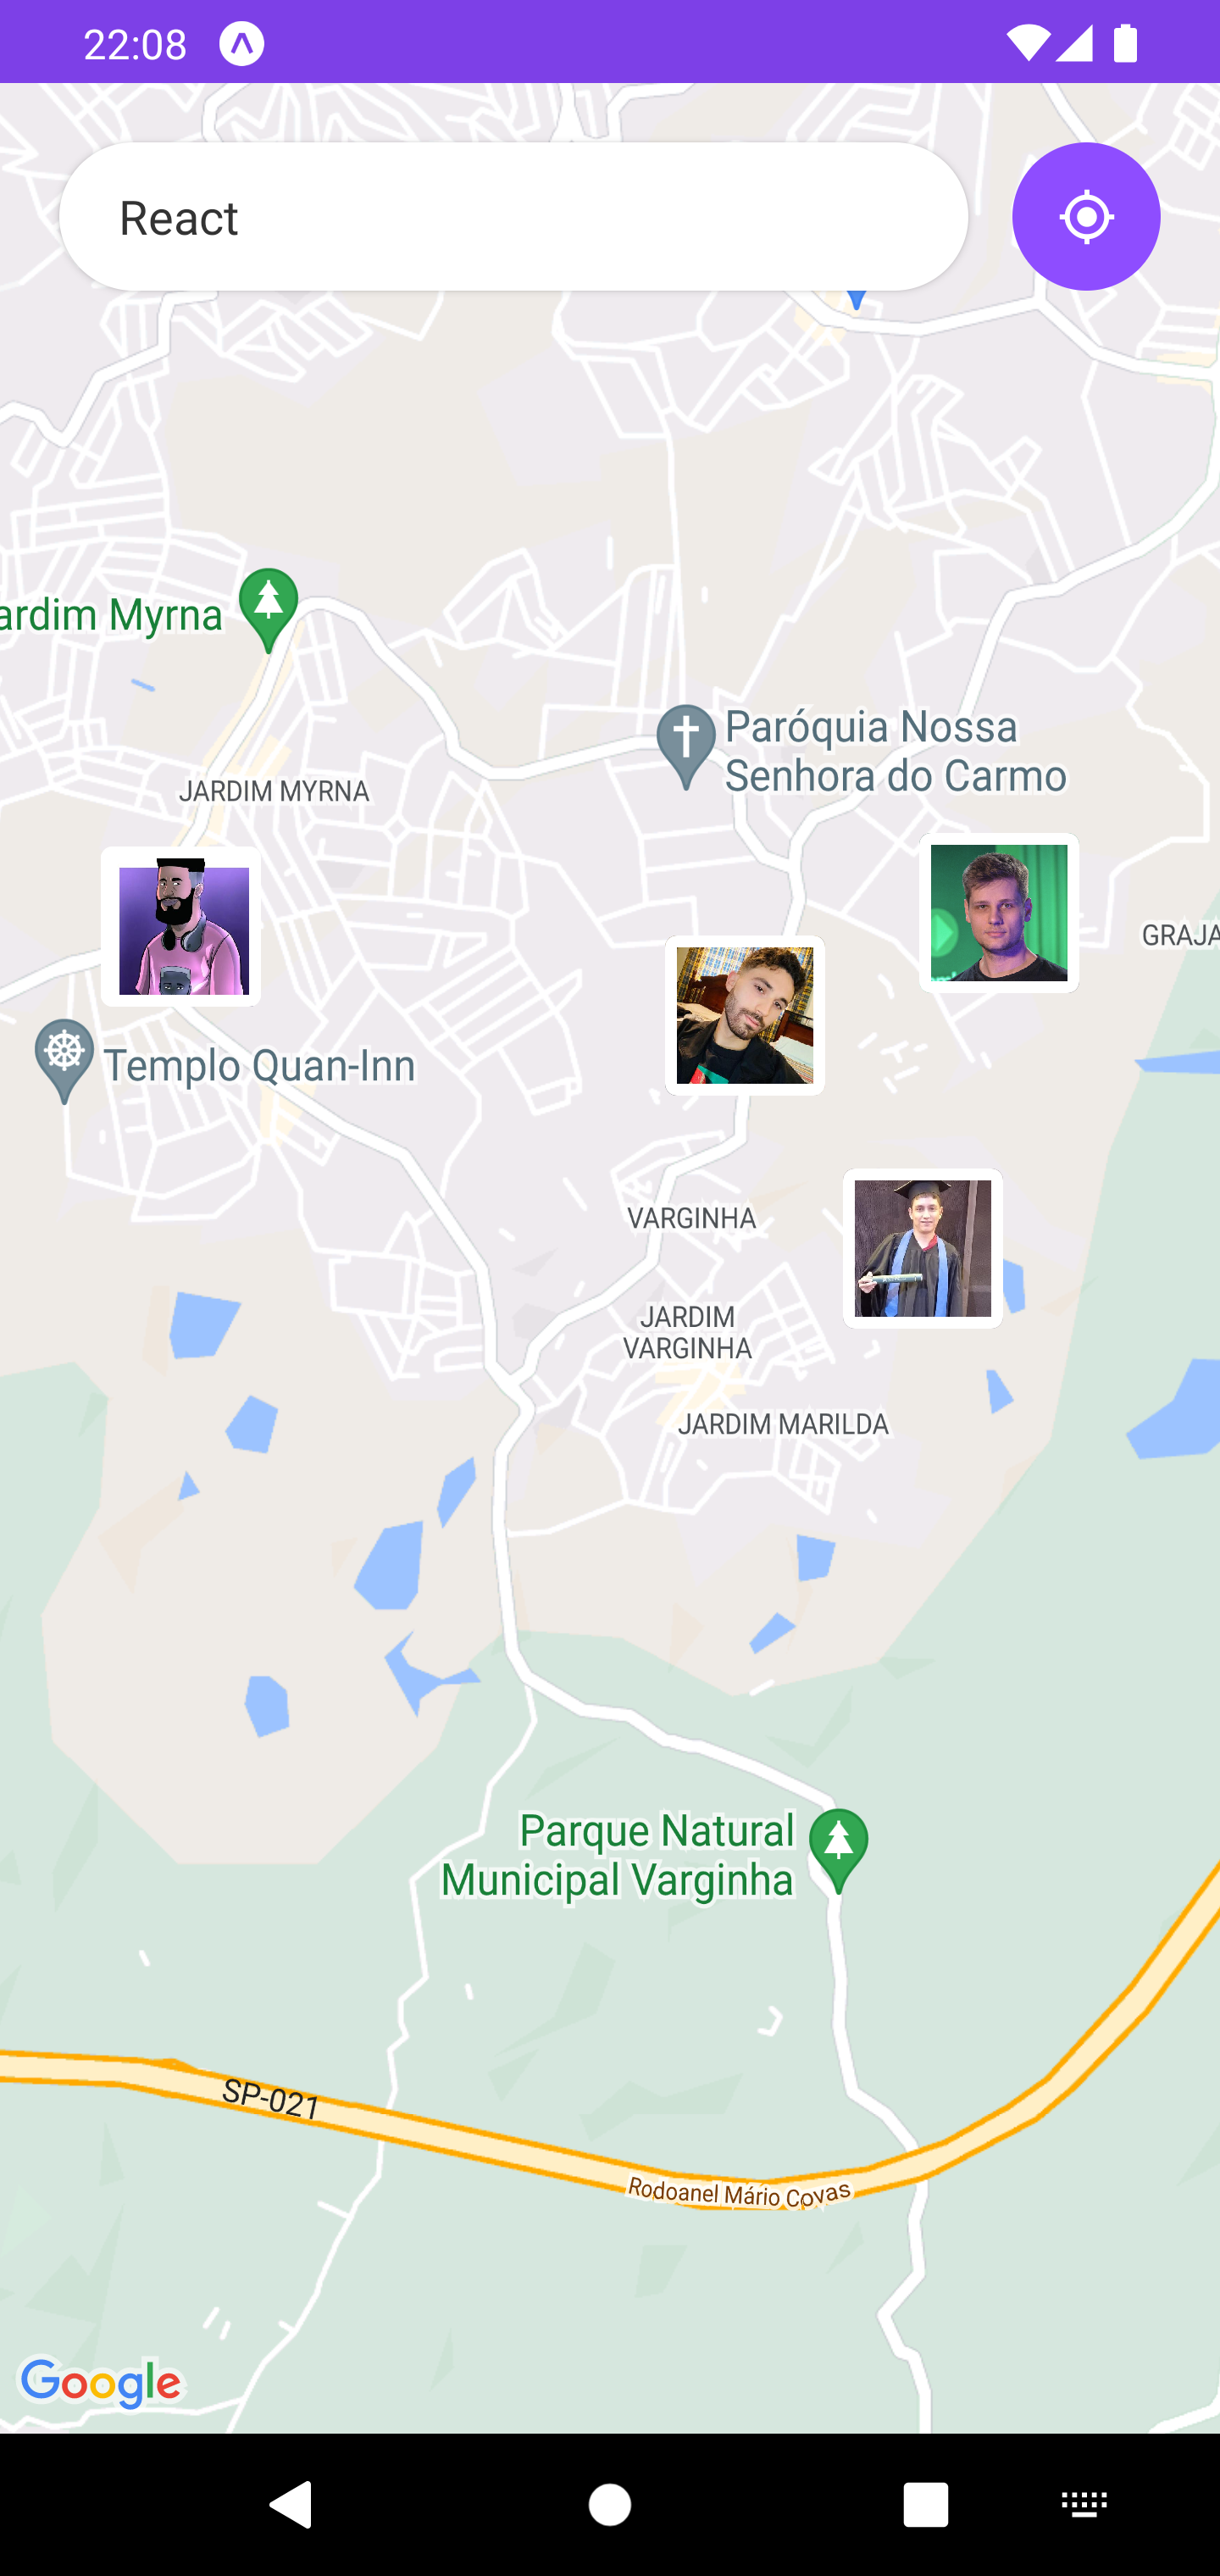 22:08
React
ardim Myrna
Paróquia Nossa
Senhora do Carmo
JARDIM MYRNA
GRAJA
Templo Quan-Inn
VARGINHA
JARDIM
VARGINHA
JARDIM MARILDA
Parque Natural
Municipal Varginha
SP-021
Rodoanel Mário Covas
Google